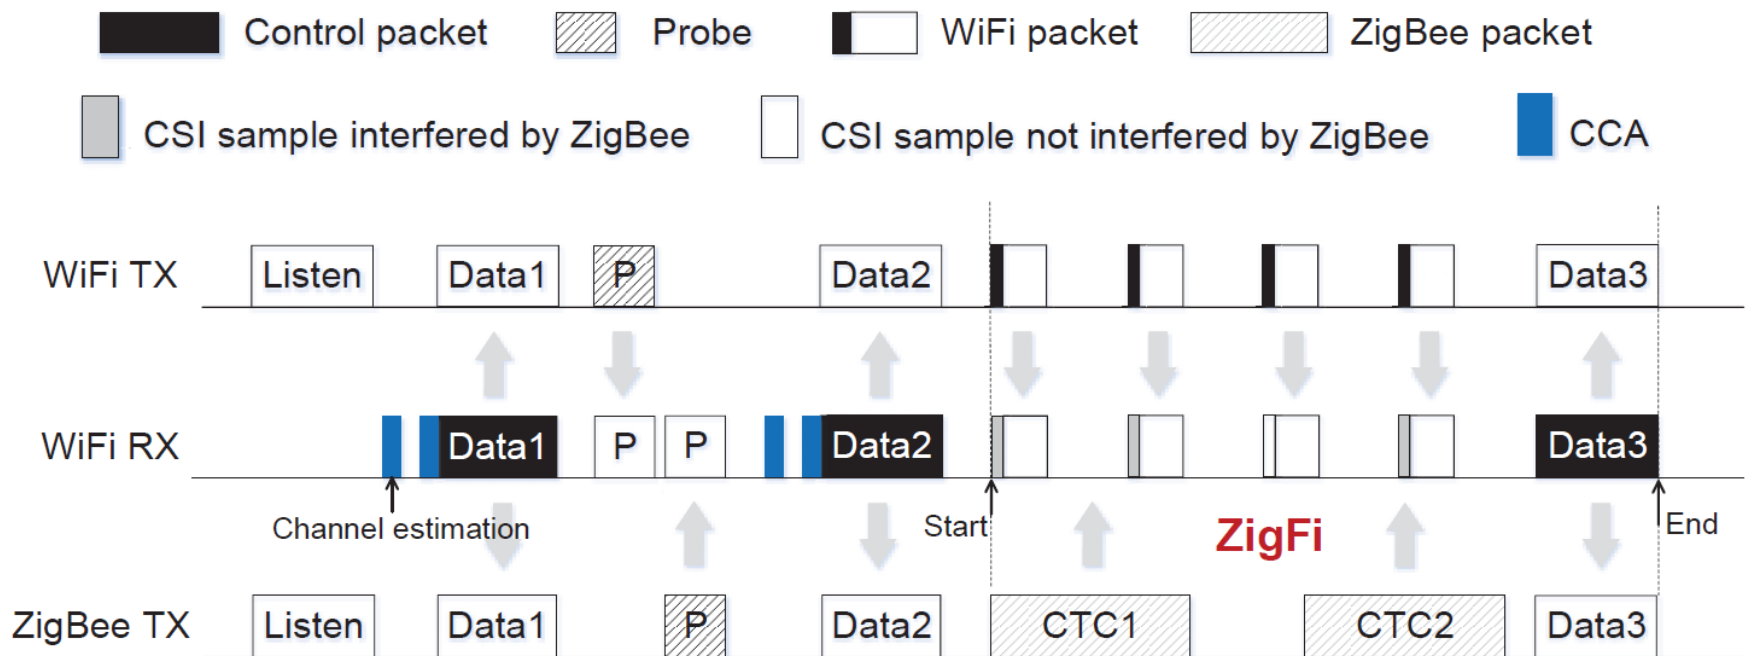 Control packet Probe WiFi packet ZigBee packet
CSI sample interfered by ZigBee CSI sample not interfered by ZigBee CCA
WiFi TX Listen Data1 P Data2 Data3
WiFi RX Data1 P P Data2 Data3
Channel estimation Start ZigFi End
ZigBee TX Listen Data1 P Data2 CTC1 CTC2 Data3